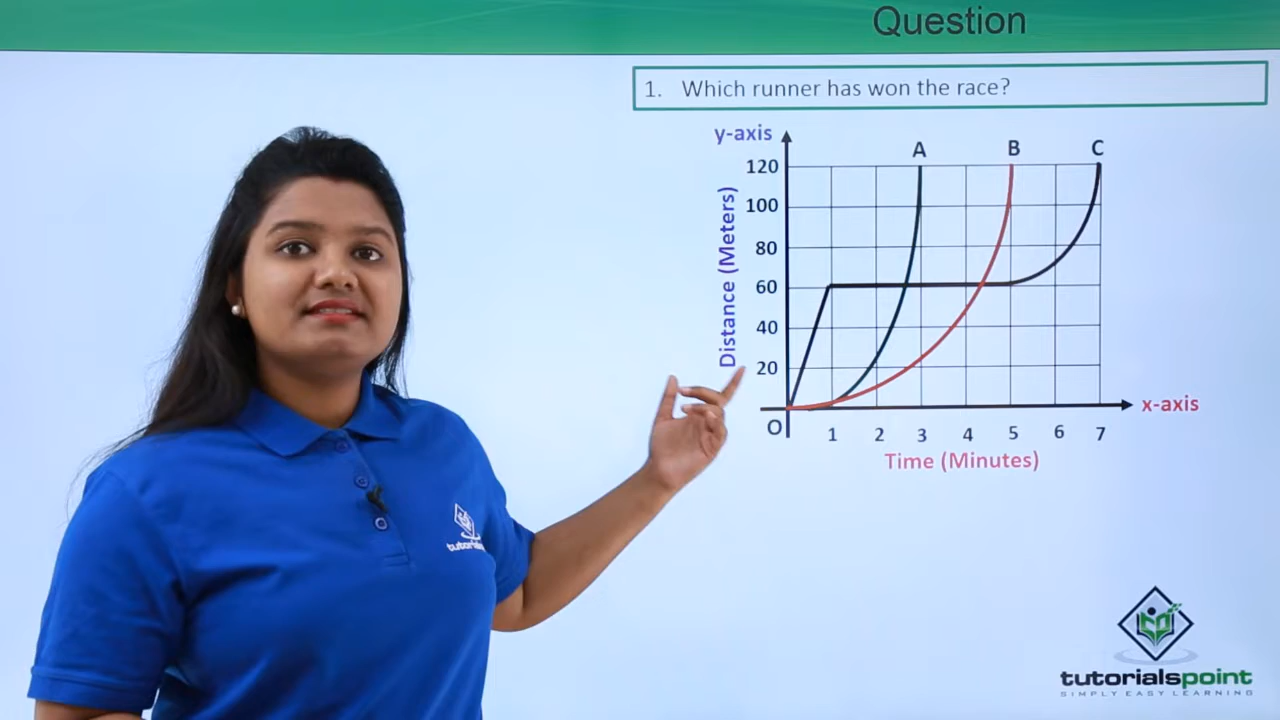 Question
1. Which runner has won the race?
y-axis
A B C
120
100
80
60
40
20
Distance (Meters)
O 1 2 3 4 5 6 7
x-axis
Time (Minutes)
tutorials
tutorialspoint
SIMPLY EASY LEARNING